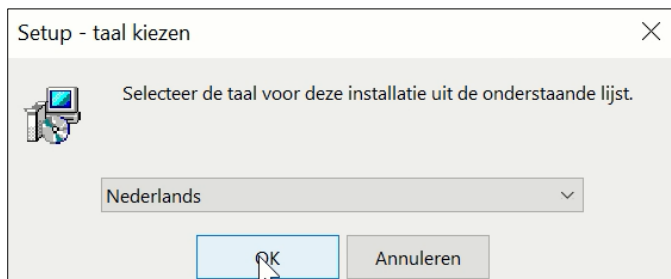 Setup - taal kiezen
Selecteer de taal voor deze installatie uit de onderstaande lijst.
Nederlands
OK
Annuleren